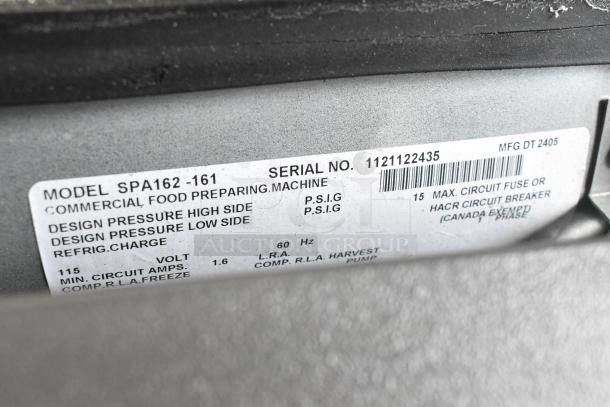 MODEL SPA162 -161 SERIAL NO. 1121122435 MFG DT 2405
COMMERCIAL FOOD PREPARING.MACHINE
DESIGN PRESSURE HIGH SIDE P.S.I.G 15 MAX. CIRCUIT FUSE OR
DESIGN PRESSURE LOW SIDE P.S.I.G HACR CIRCUIT BREAKER
REFRIG.CHARGE (CANADA EXEMPT)
1 PHASE
115 VOLT 60 Hz
MIN. CIRCUIT AMPS. 1.6 L.R.A.
COMP.R.L.A.FREEZE COMP. R.L.A. HARVEST
PUMP
AUCTION GROUP